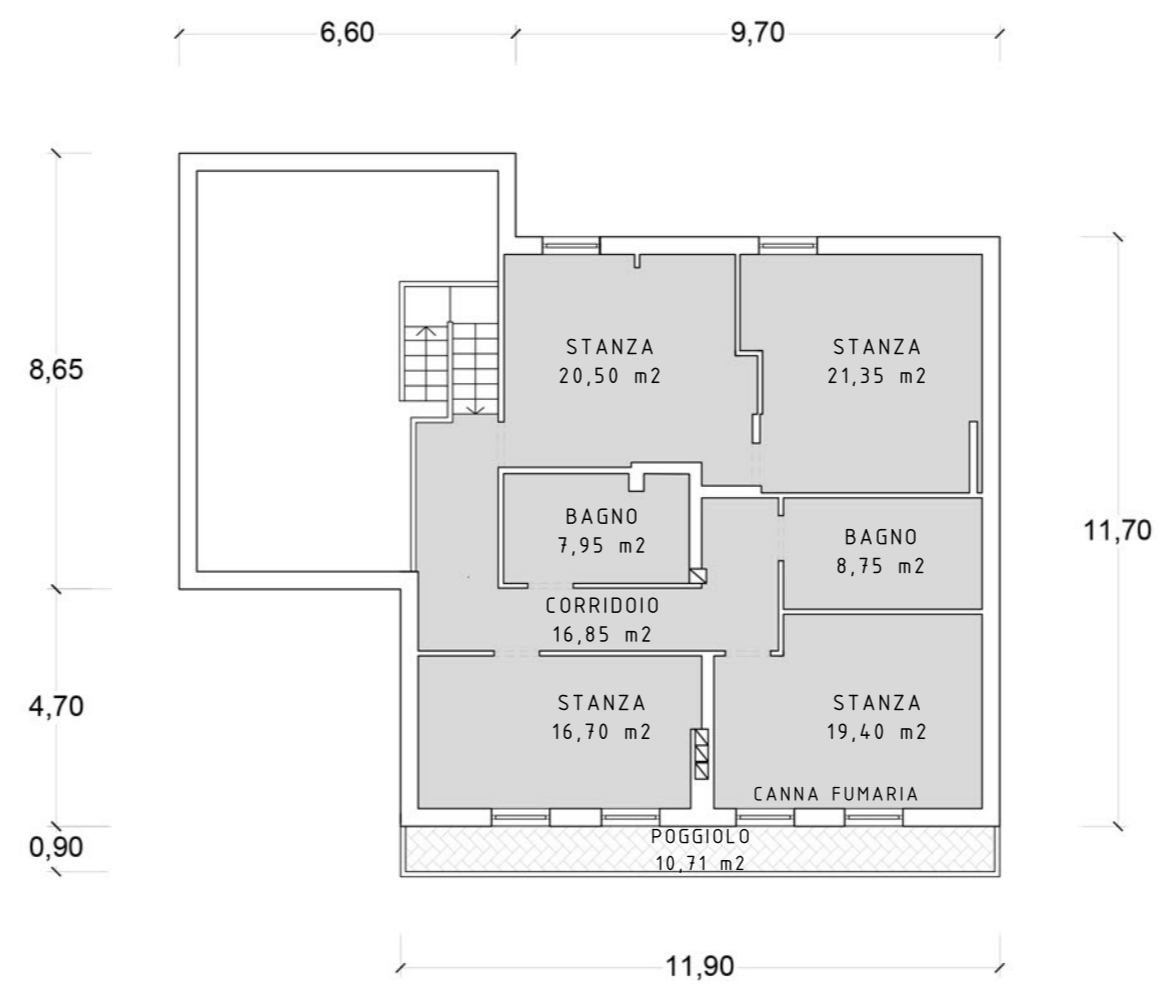 6,60
9,70
8,65
11,70
4,70
0,90
11,90
STANZA
20,50 m2
STANZA
21,35 m2
BAGNO
7,95 m2
BAGNO
8,75 m2
CORRIDOIO
16,85 m2
STANZA
16,70 m2
STANZA
19,40 m2
CANNA FUMARIA
POGGIOLO
10,71 m2